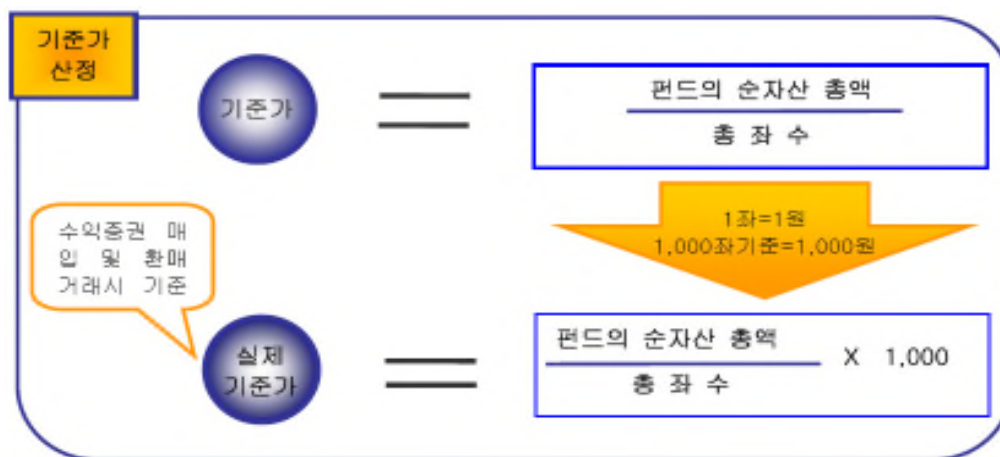 기준가
산정
기준가
펀드의 순자산 총액
총 좌 수
1좌=1원
1,000좌기준=1,000원
수익증권 매
입 및 환매
거래시 기준
실제
기준가
펀드의 순자산 총액
총 좌 수
X 1,000